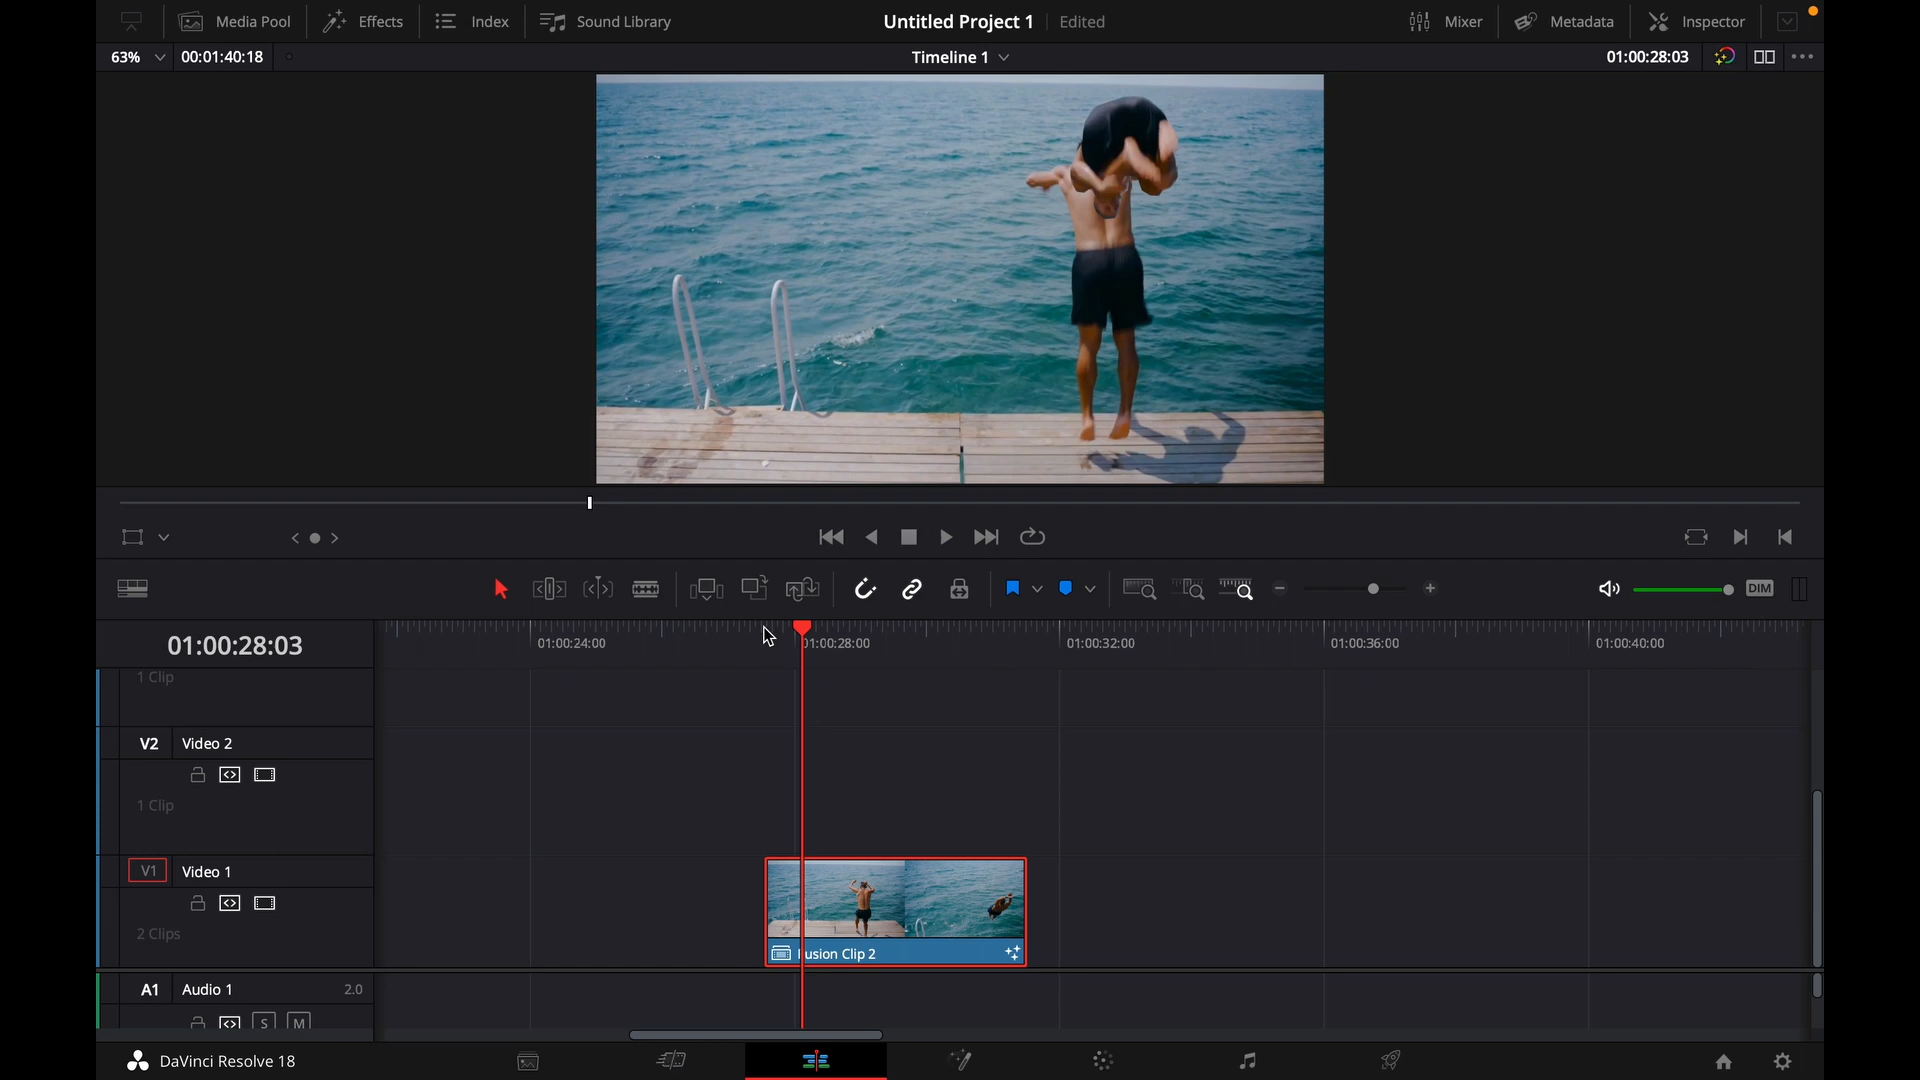 Media Pool Effects Index Sound Library Untitled Project 1 Edited Mixer Metadata Inspector
63% 00:01:40:18 Timeline 1 01:00:28:03
DIM
01:00:28:03 01:00:24:00 01:00:28:00 01:00:32:00 01:00:36:00 01:00:40:00
1 Clip
V2 Video 2
1 Clip
V1 Video 1
2 Clips
usion Clip 2
A1 Audio 1 2.0
S M
DaVinci Resolve 18